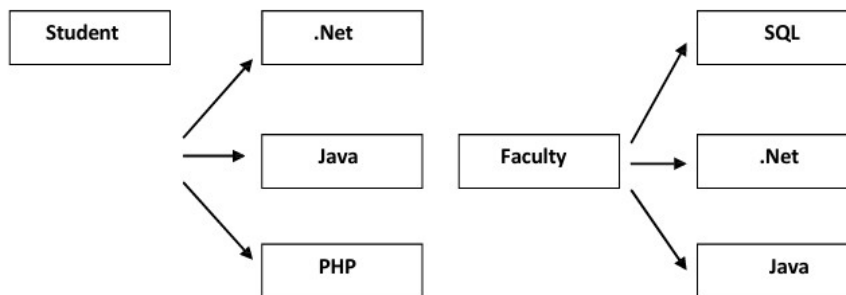 Student
.Net
SQL
Java
Faculty
.Net
PHP
Java